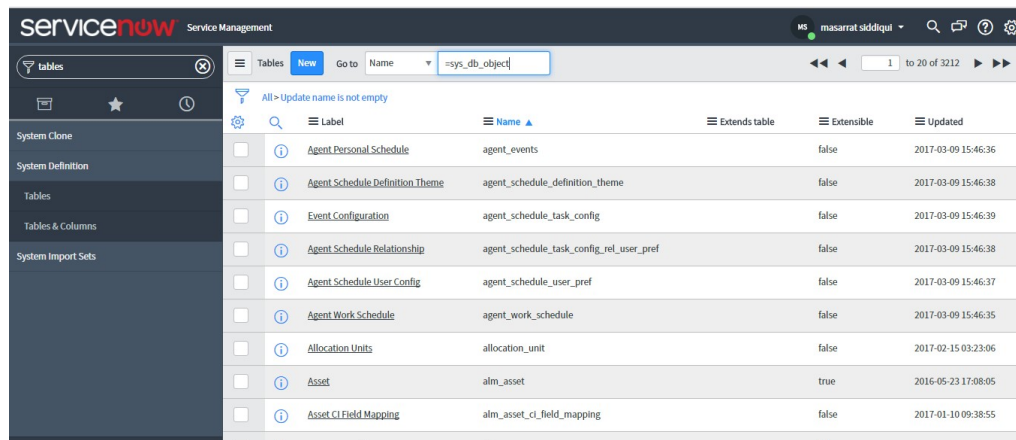 servicenow Service Management
MS masarrat siddiqui
tables
Tables New Go to Name =sys_db_object 1 to 20 of 3212
All > Update name is not empty
Label Name Extends table Extensible Updated
System Clone
System Definition
Tables
Tables & Columns
System Import Sets
Agent Personal Schedule agent_events false 2017-03-09 15:46:36
Agent Schedule Definition Theme agent_schedule_definition_theme false 2017-03-09 15:46:38
Event Configuration agent_schedule_task_config false 2017-03-09 15:46:39
Agent Schedule Relationship agent_schedule_task_config_rel_user_pref false 2017-03-09 15:46:38
Agent Schedule User Config agent_schedule_user_pref false 2017-03-09 15:46:37
Agent Work Schedule agent_work_schedule false 2017-03-09 15:46:35
Allocation Units allocation_unit false 2017-02-15 03:23:06
Asset alm_asset true 2016-05-23 17:08:05
Asset CI Field Mapping alm_asset_ci_field_mapping false 2017-01-10 09:38:55